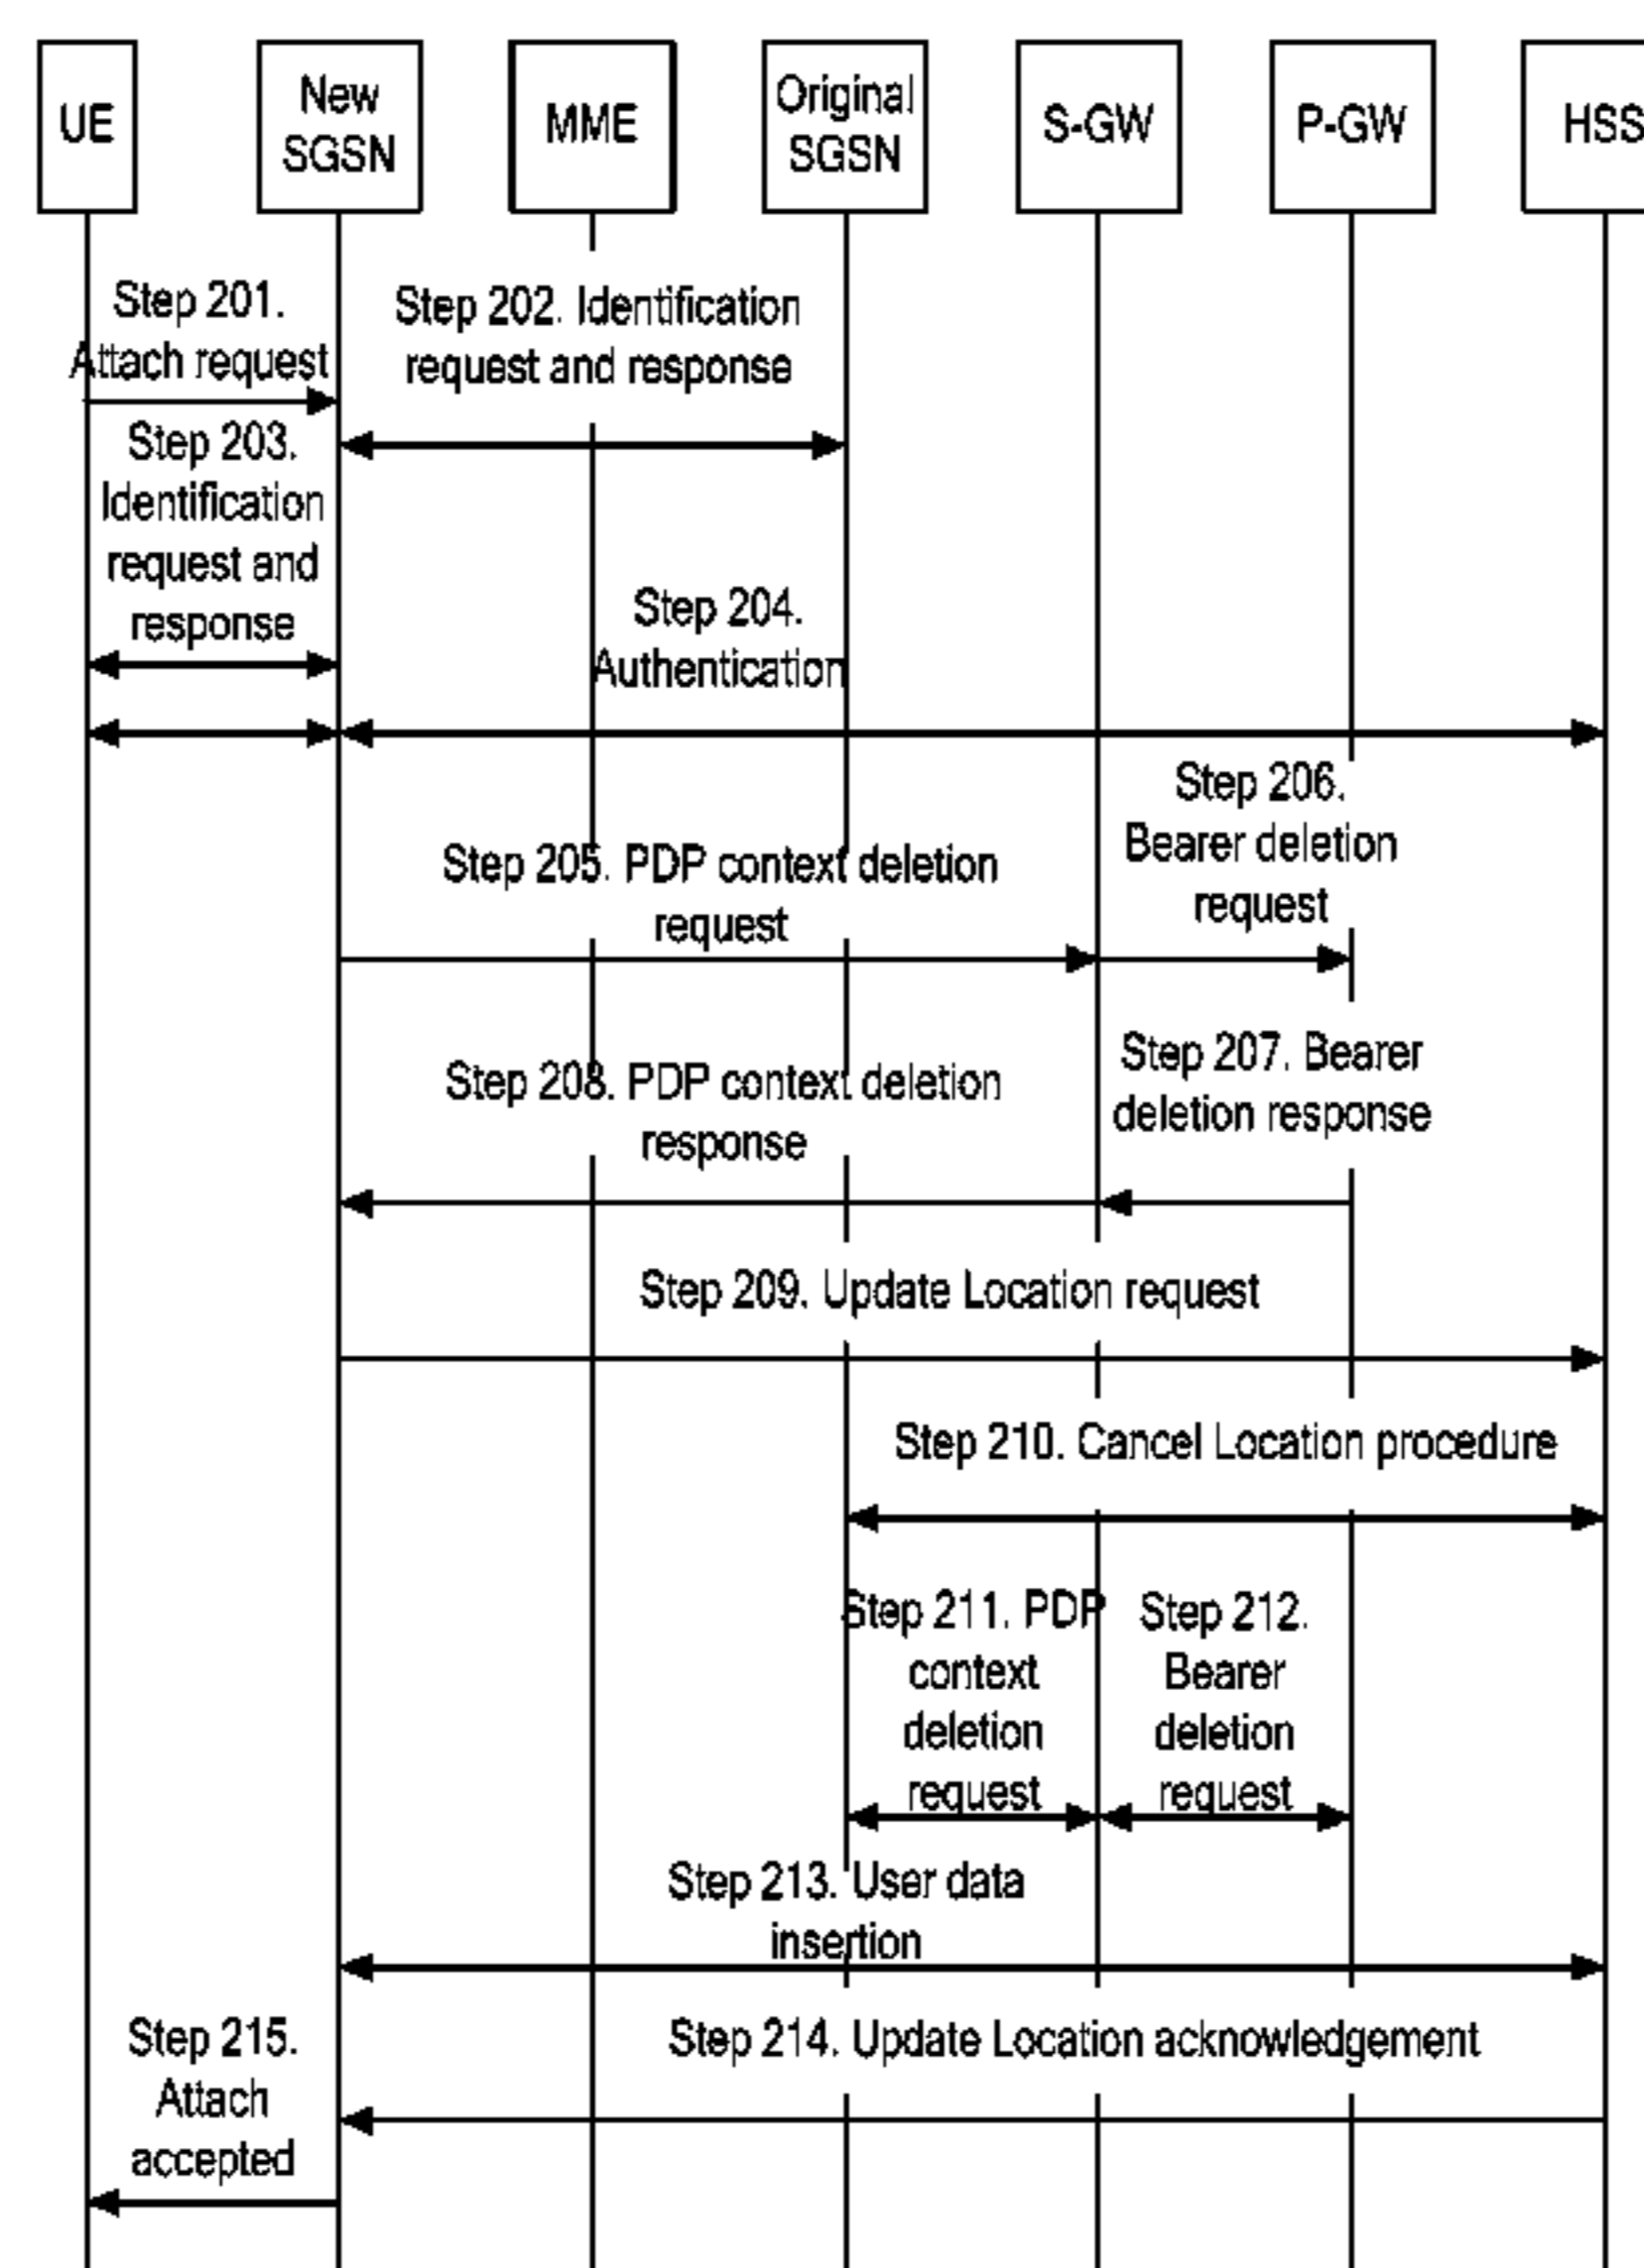 UE
New
SGSN
MME
Original
SGSN
S-GW
P-GW
HSS
Step 201.
Attach request
Step 202. Identification
request and response
Step 203.
Identification
request and
response
Step 204.
Authentication
Step 205. PDP context deletion
request
Step 206.
Bearer deletion
request
Step 207. Bearer
deletion response
Step 208. PDP context deletion
response
Step 209. Update Location request
Step 210. Cancel Location procedure
Step 211. PDP
context
deletion
request
Step 212.
Bearer
deletion
request
Step 213. User data
insertion
Step 214. Update Location acknowledgement
Step 215.
Attach
accepted